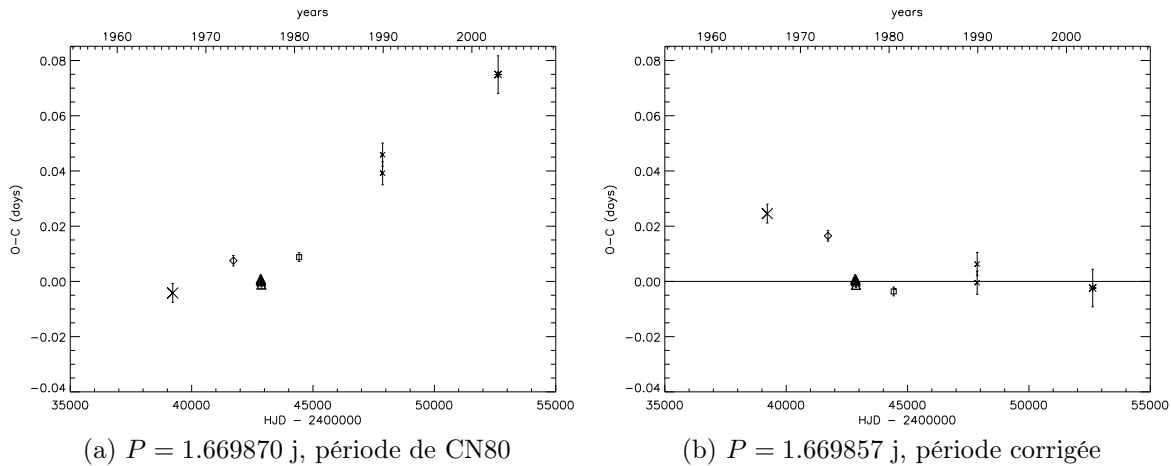 years
1960 1970 1980 1990 2000
0.08
0.06
0.04
0.02
0.00
−0.02
−0.04
O−C (days)
35000 40000 45000 50000 55000
HJD − 2400000
(a) P = 1.669870 j, période de CN80
years
1960 1970 1980 1990 2000
0.08
0.06
0.04
0.02
0.00
−0.02
−0.04
O−C (days)
35000 40000 45000 50000 55000
HJD − 2400000
(b) P = 1.669857 j, période corrigée